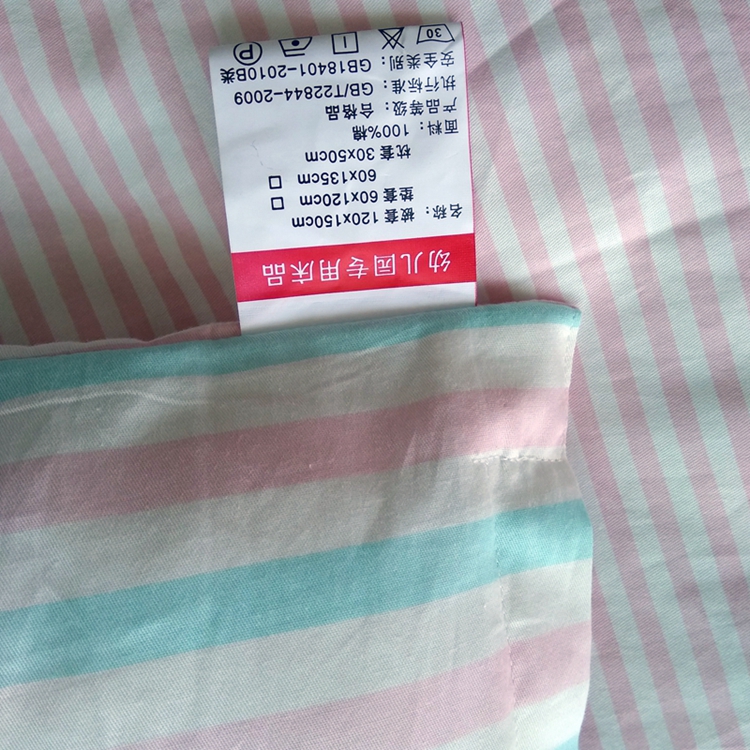 幼儿园专用床品
名称：被套 120x150cm
垫套 60x120cm □
60x135cm □
枕套 30x50cm
面料：100%棉
产品等级：合格品
执行标准：GB/T22844-2009
安全类别：GB18401-2010B类
30 P